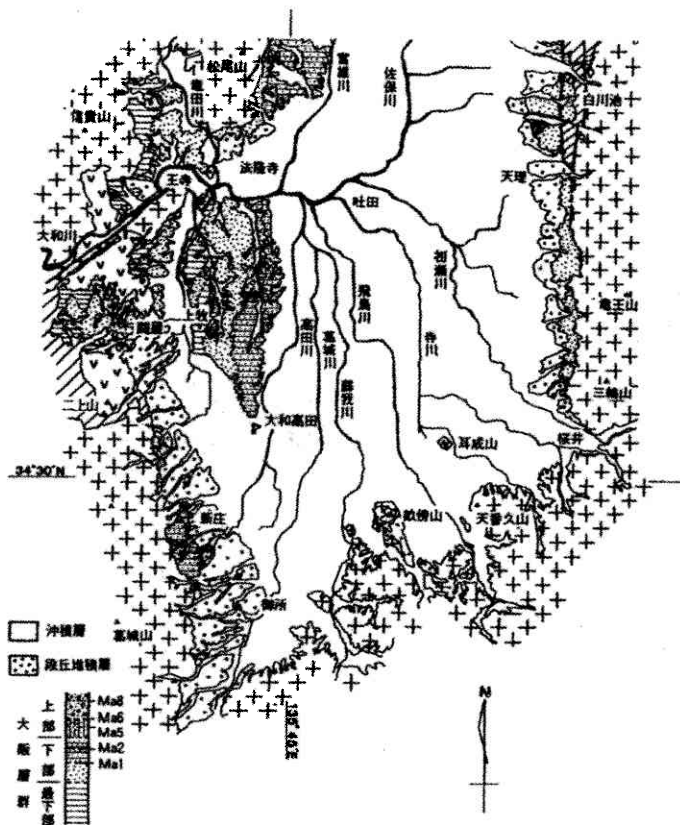 松尾山
富雄川
佐保川
竜田川
信貴山
白川池
法隆寺
王寺
天理
大和川
吐田
初瀬川
飛鳥川
上牧
高田川
葛城川
曽我川
寺川
竜王山
二上山
三輪山
大和高田
耳成山
桜井
34°30'N
新庄
畝傍山
天香久山
御所
沖積層
葛城山
段丘堆積層
135°45'E
N
大阪層群
上部
下部
最下部
Ma8
Ma6
Ma5
Ma2
Ma1